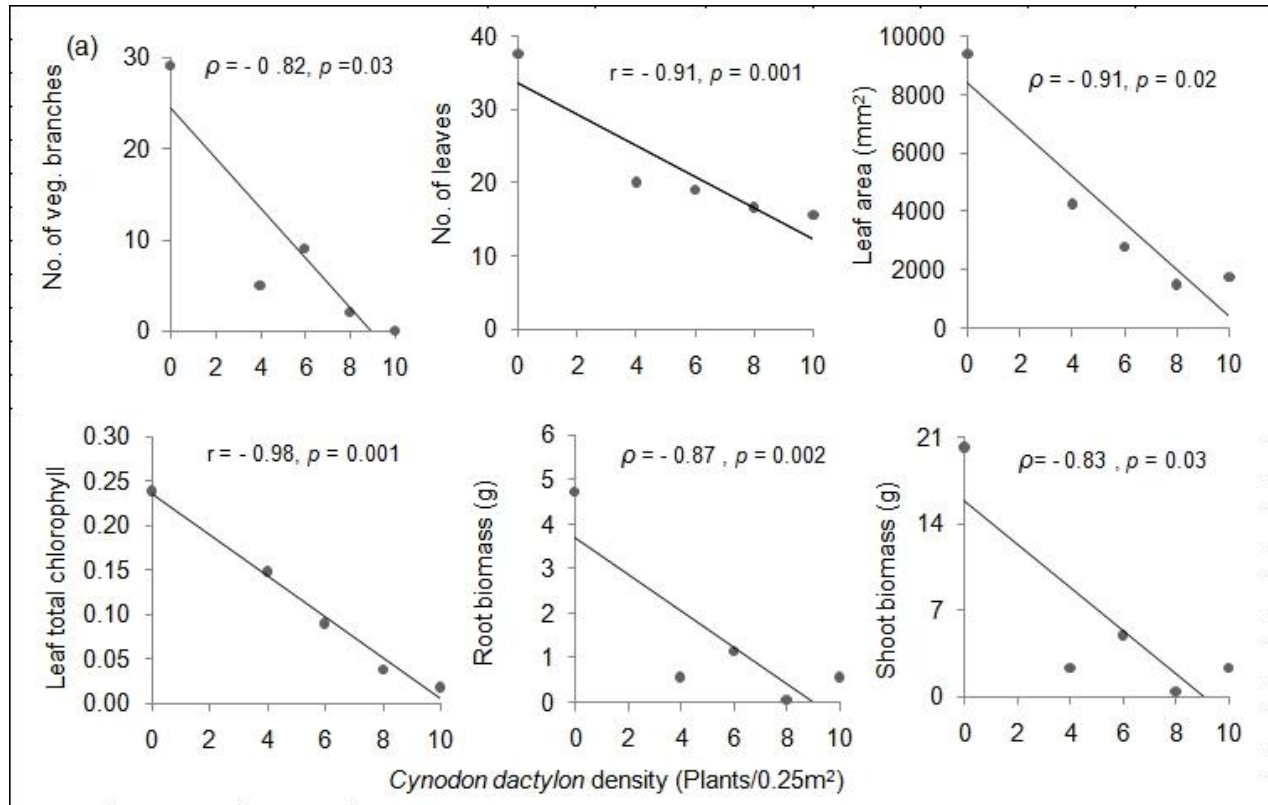 (a)
ρ = - 0 .82, p =0.03
No. of veg. branches
30
20
10
0
0 2 4 6 8 10
r = - 0.91, p = 0.001
No. of leaves
40
30
20
10
0
0 2 4 6 8 10
ρ = - 0.91, p = 0.02
Leaf area (mm²)
10000
8000
6000
4000
2000
0
0 2 4 6 8 10
r = - 0.98, p = 0.001
Leaf total chlorophyll
0.30
0.25
0.20
0.15
0.10
0.05
0.00
0 2 4 6 8 10
ρ = - 0.87 , p = 0.002
Root biomass (g)
6
5
4
3
2
1
0
0 2 4 6 8 10
ρ= - 0.83 , p = 0.03
Shoot biomass (g)
21
14
7
0
0 2 4 6 8 10
Cynodon dactylon density (Plants/0.25m²)